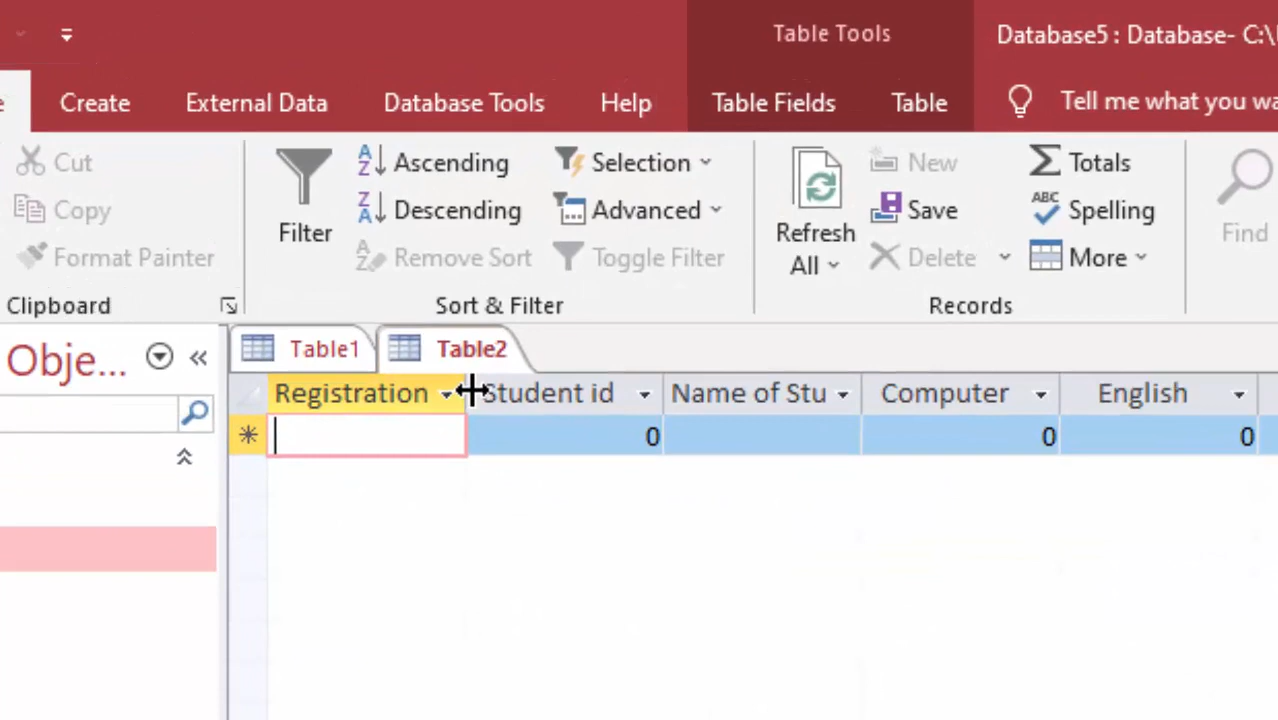 Table Tools
Database5 : Database- C:\
Create External Data Database Tools Help Table Fields Table Tell me what you
Cut
Copy
Format Painter
Clipboard
Filter
Ascending
Descending
Remove Sort
Selection
Advanced
Toggle Filter
Sort & Filter
Refresh
All
New
Save
Delete
Totals
ABC
Spelling
More
Records
Find
Obje...
Table1 Table2
Registration Student id Name of Stu Computer English
0 0 0